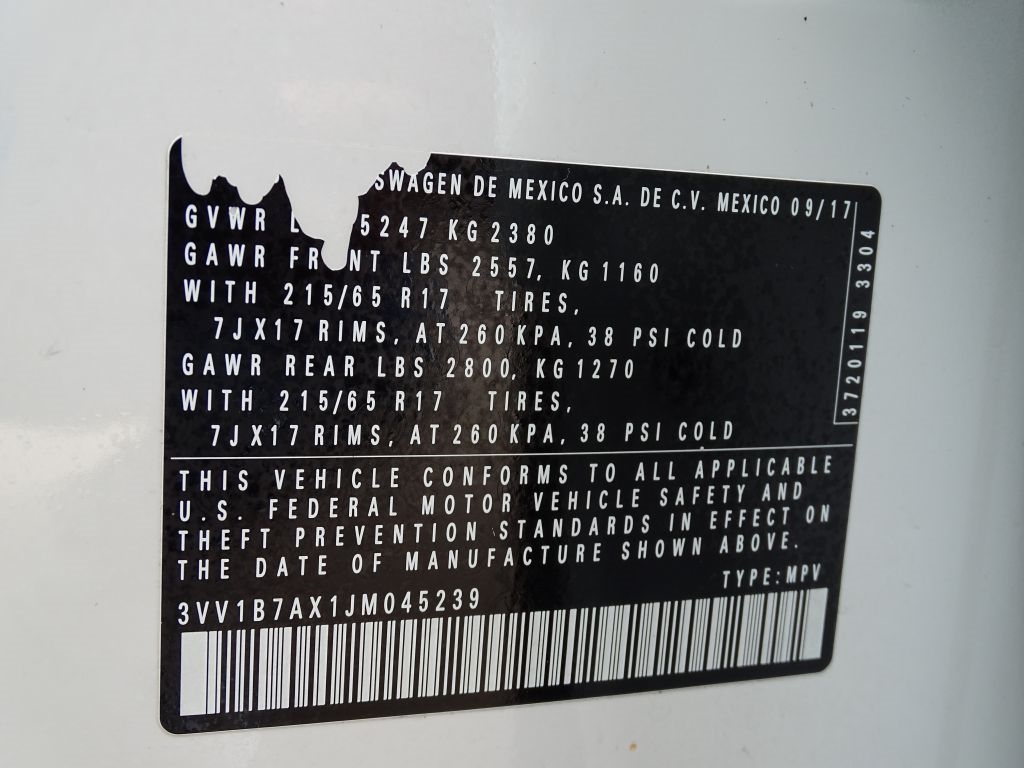 SWAGEN DE MEXICO S.A. DE C.V. MEXICO 09/17
GVWR 5247 KG 2380
GAWR FRONT LBS 2557, KG 1160
WITH 215/65 R17 TIRES,
7JX17 RIMS, AT 260 KPA, 38 PSI COLD
GAWR REAR LBS 2800, KG 1270
WITH 215/65 R17 TIRES,
7JX17 RIMS, AT 260 KPA, 38 PSI COLD
3720119 3304
THIS VEHICLE CONFORMS TO ALL APPLICABLE
U.S. FEDERAL MOTOR VEHICLE SAFETY AND
THEFT PREVENTION STANDARDS IN EFFECT ON
THE DATE OF MANUFACTURE SHOWN ABOVE.
TYPE: MPV
3VV1B7AX1JM045239